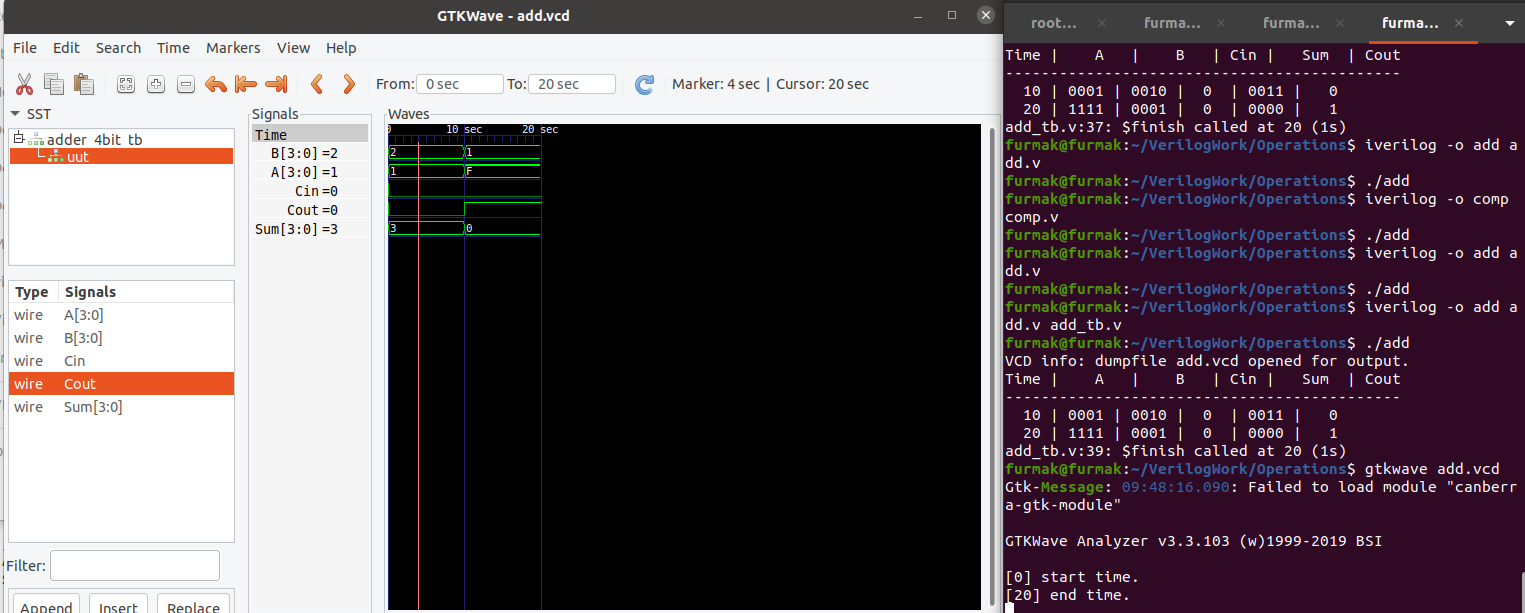 GTKWave - add.vcd
File Edit Search Time Markers View Help
From: 0 sec To: 20 sec Marker: 4 sec | Cursor: 20 sec
SST
adder_4bit_tb
uut
Type Signals
wire A[3:0]
wire B[3:0]
wire Cin
wire Cout
wire Sum[3:0]
Filter:
Append Insert Replace
Signals
Time
B[3:0] =2
A[3:0] =1
Cin =0
Cout =0
Sum[3:0] =3
Waves
0 10 sec 20 sec
2 1
1 F
3 0
root... × furma... × furma... × furma... ×
Time | A | B | Cin | Sum | Cout
--------------------------------------------
10 | 0001 | 0010 | 0 | 0011 | 0
20 | 1111 | 0001 | 0 | 0000 | 1
add_tb.v:37: $finish called at 20 (1s)
furmak@furmak:~/VerilogWork/Operations$ iverilog -o add a
dd.v
furmak@furmak:~/VerilogWork/Operations$ ./add
furmak@furmak:~/VerilogWork/Operations$ iverilog -o comp
comp.v
furmak@furmak:~/VerilogWork/Operations$ ./add
furmak@furmak:~/VerilogWork/Operations$ iverilog -o add a
dd.v
furmak@furmak:~/VerilogWork/Operations$ ./add
furmak@furmak:~/VerilogWork/Operations$ iverilog -o add a
dd.v add_tb.v
furmak@furmak:~/VerilogWork/Operations$ ./add
VCD info: dumpfile add.vcd opened for output.
Time | A | B | Cin | Sum | Cout
--------------------------------------------
10 | 0001 | 0010 | 0 | 0011 | 0
20 | 1111 | 0001 | 0 | 0000 | 1
add_tb.v:39: $finish called at 20 (1s)
furmak@furmak:~/VerilogWork/Operations$ gtkwave add.vcd
Gtk-Message: 09:48:16.090: Failed to load module "canberr
a-gtk-module"
GTKWave Analyzer v3.3.103 (w)1999-2019 BSI
[0] start time.
[20] end time.